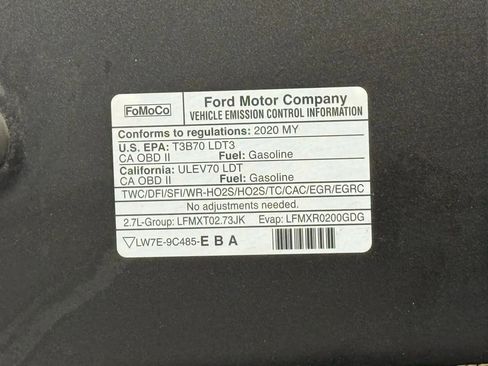 FoMoCo
Ford Motor Company
VEHICLE EMISSION CONTROL INFORMATION
Conforms to regulations: 2020 MY
U.S. EPA: T3B70 LDT3
CA OBD II Fuel: Gasoline
California: ULEV70 LDT
CA OBD II Fuel: Gasoline
TWC/DFI/SFI/WR-HO2S/HO2S/TC/CAC/EGR/EGRC
No adjustments needed.
2.7L-Group: LFMXT02.73JK Evap: LFMXR0200GDG
LW7E-9C485-E B A